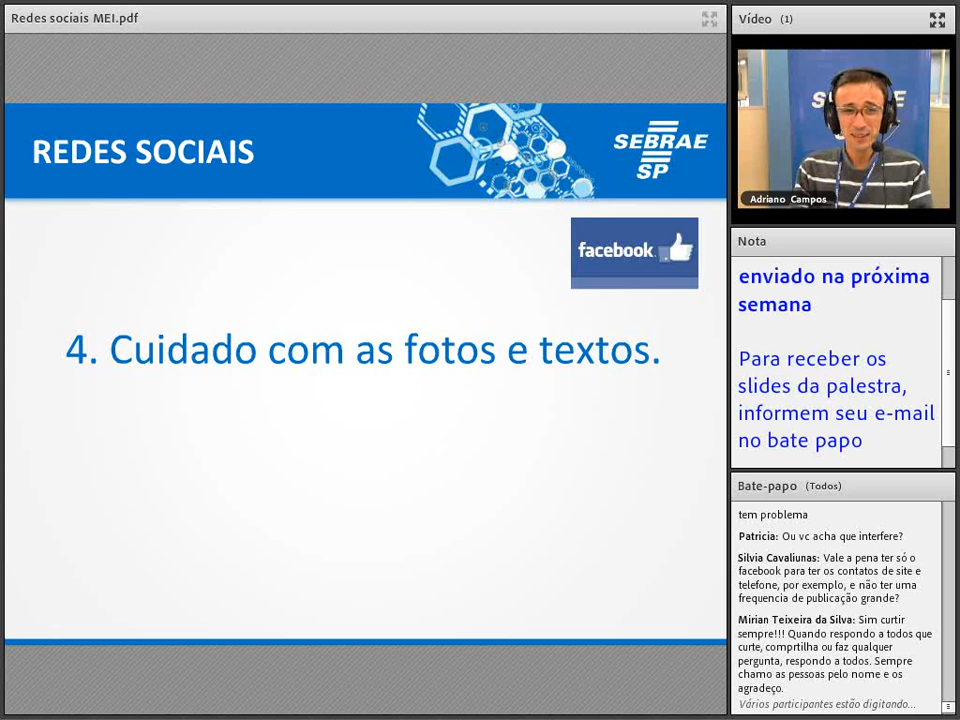 Redes sociais MEI.pdf
REDES SOCIAIS
SEBRAE
SP
facebook
4. Cuidado com as fotos e textos.
Vídeo (1)
Adriano Campos
Nota
enviado na próxima
semana
Para receber os
slides da palestra,
informem seu e-mail
no bate papo
Bate-papo (Todos)
tem problema
Patricia: Ou vc acha que interfere?
Silvia Cavaliunas: Vale a pena ter só o
facebook para ter os contatos de site e
telefone, por exemplo, e não ter uma
frequencia de publicação grande?
Mirian Teixeira da Silva: Sim curtir
sempre!!! Quando respondo a todos que
curte, comprtilha ou faz qualquer
pergunta, respondo a todos. Sempre
chamo as pessoas pelo nome e os
agradeço.
Vários participantes estão digitando...